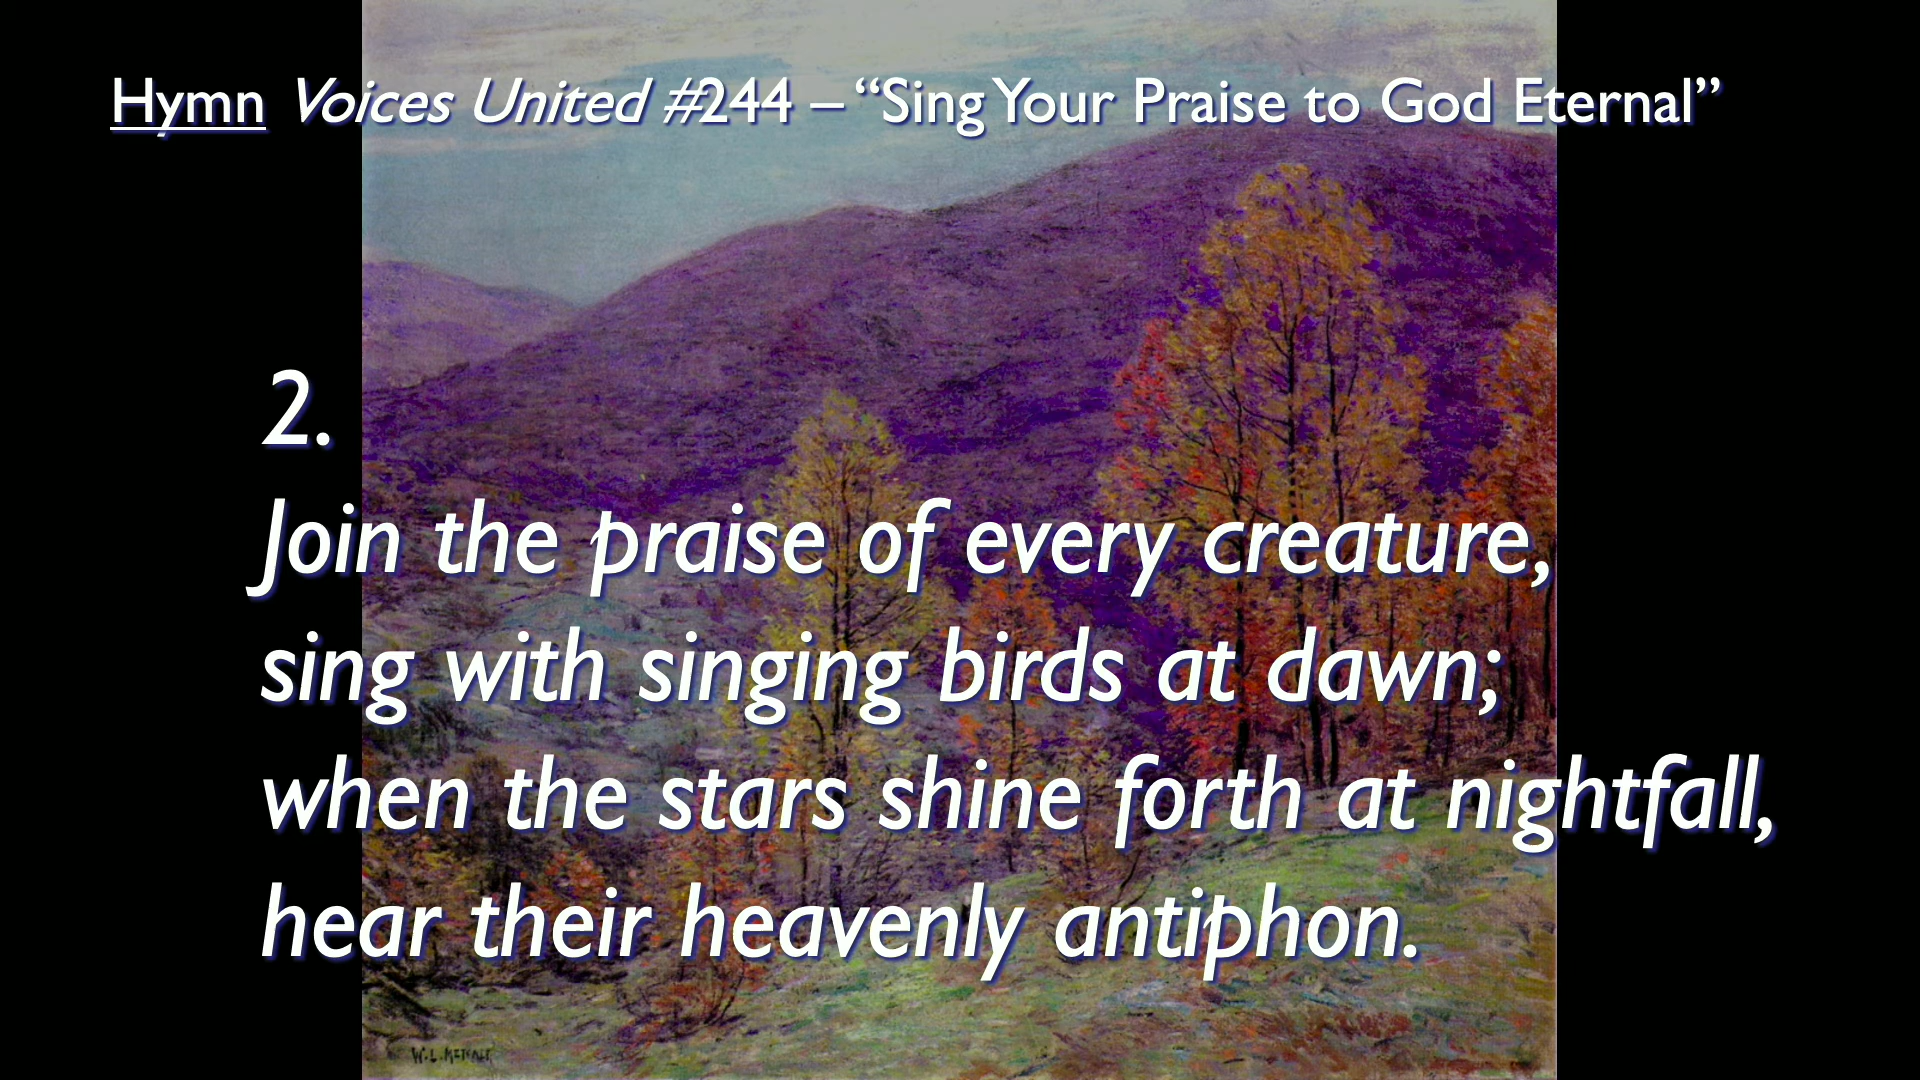 Hymn Voices United #244 – “Sing Your Praise to God Eternal”
2.
Join the praise of every creature,
sing with singing birds at dawn;
when the stars shine forth at nightfall,
hear their heavenly antiphon.
W.L.METCALF